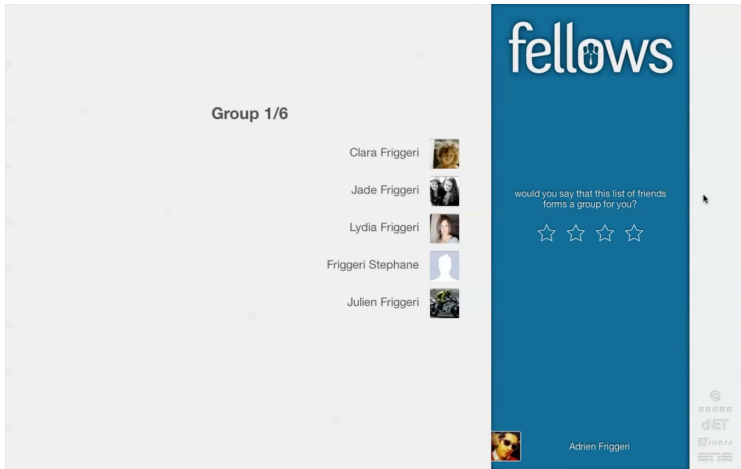 fellows
Group 1/6
Clara Friggeri
Jade Friggeri
Lydia Friggeri
Friggeri Stephane
Julien Friggeri
would you say that this list of friends
forms a group for you?
Adrien Friggeri
@
dNET